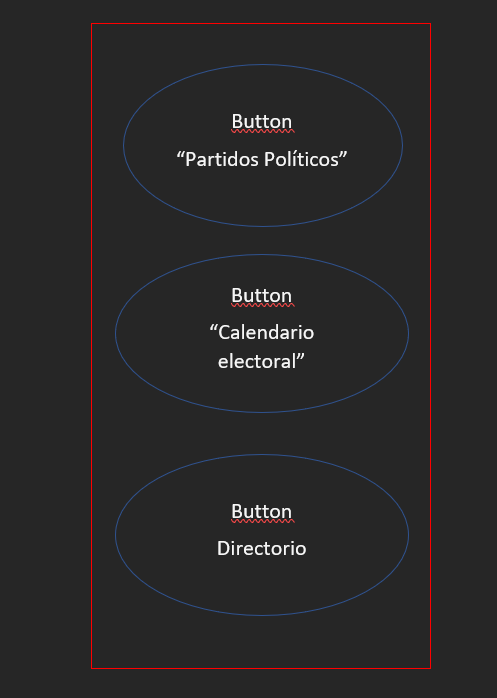 Button
“Partidos Políticos”
Button
“Calendario
electoral”
Button
Directorio